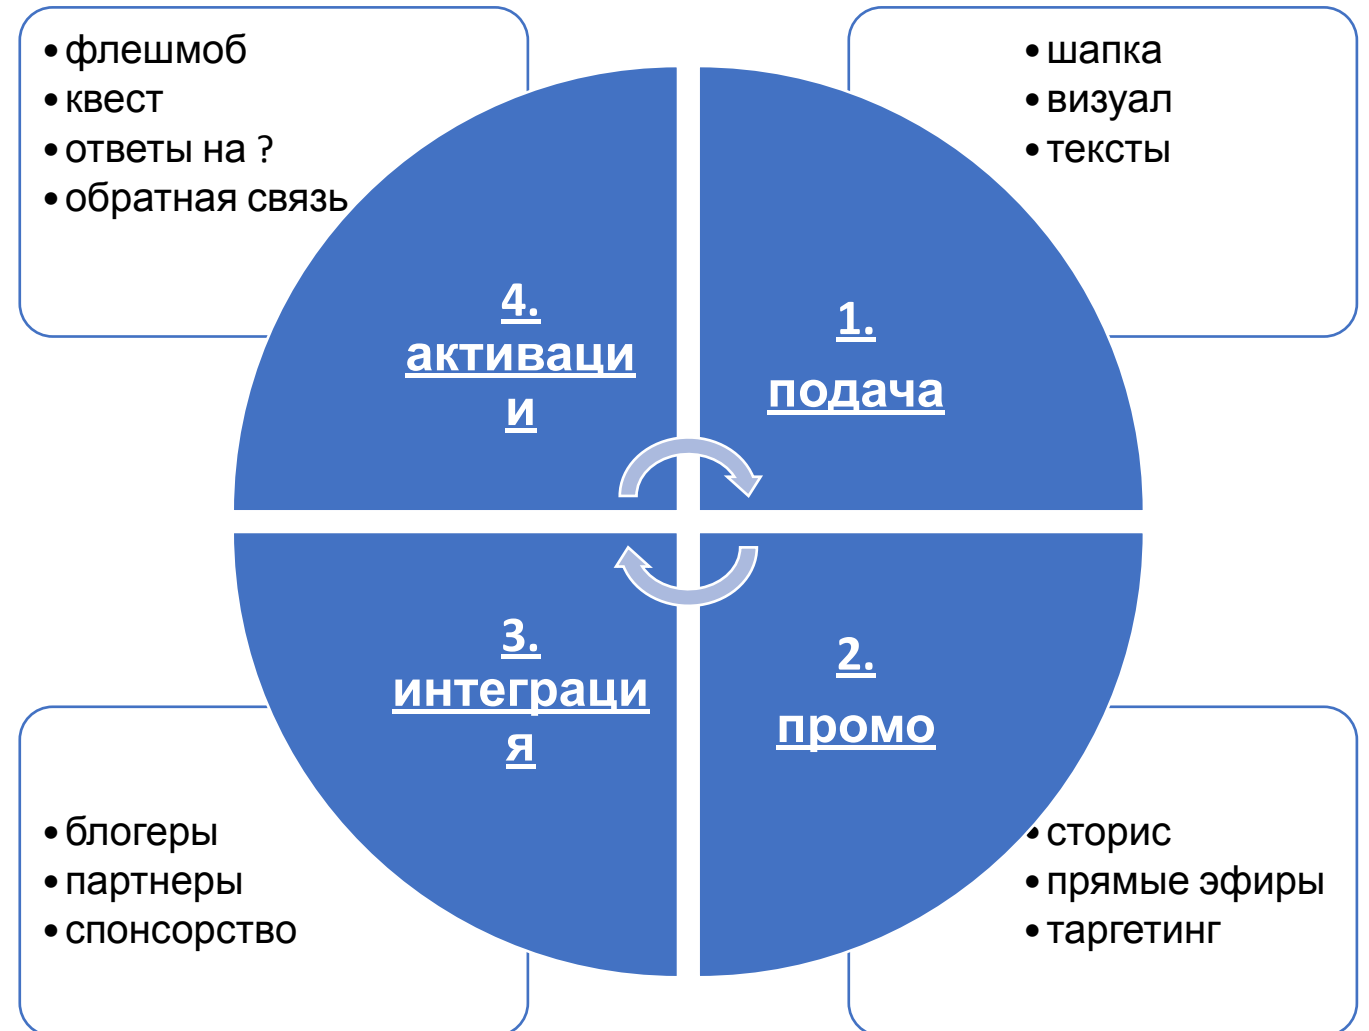 • флешмоб
• квест
• ответы на ?
• обратная связь
• шапка
• визуал
• тексты
4.
активаци
и
1.
подача
3.
интеграци
я
2.
промо
• блогеры
• партнеры
• спонсорство
• сторис
• прямые эфиры
• таргетинг